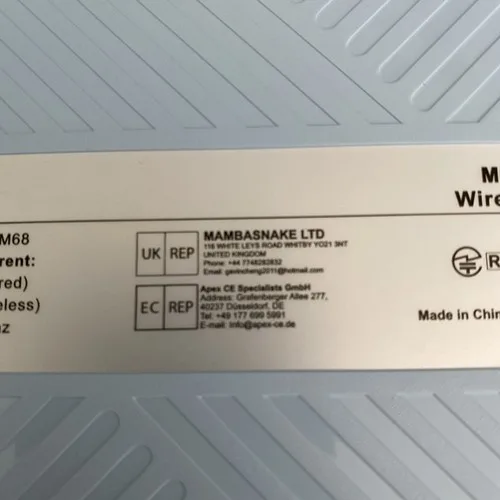 M
Wire
M68
rent:
red)
eless)
nz
UK REP
MAMBASNAKE LTD
116 WHITE LEYS ROAD WHITBY YO21 3NT
UNITED KINGDOM
Phone: +44 7748282832
Email: gavincheng2011@hotmail.com
EC REP
Apex CE Specialists GmbH
Address: Grafenberger Allee 277,
40237 Düsseldorf, DE
Tel: +49 177 699 5991
E-mail: info@apex-ce.de
R
Made in Chin